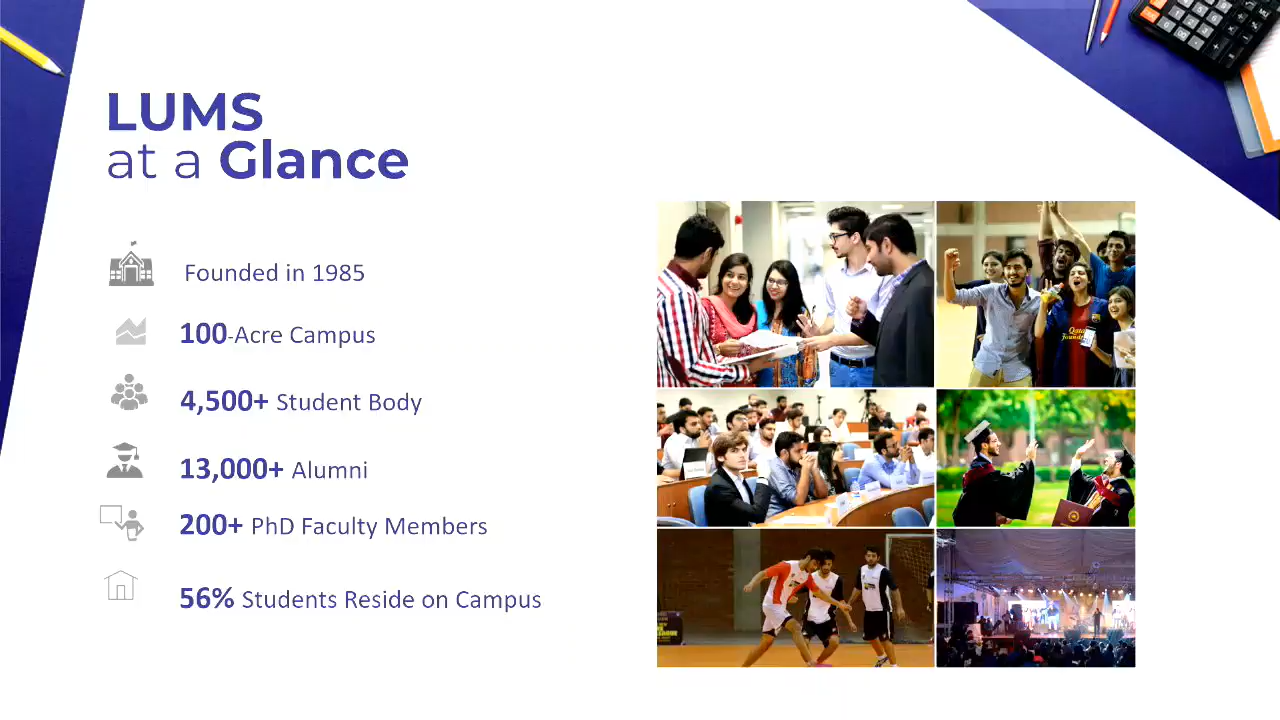 LUMS
at a Glance
Founded in 1985
100-Acre Campus
4,500+ Student Body
13,000+ Alumni
200+ PhD Faculty Members
56% Students Reside on Campus